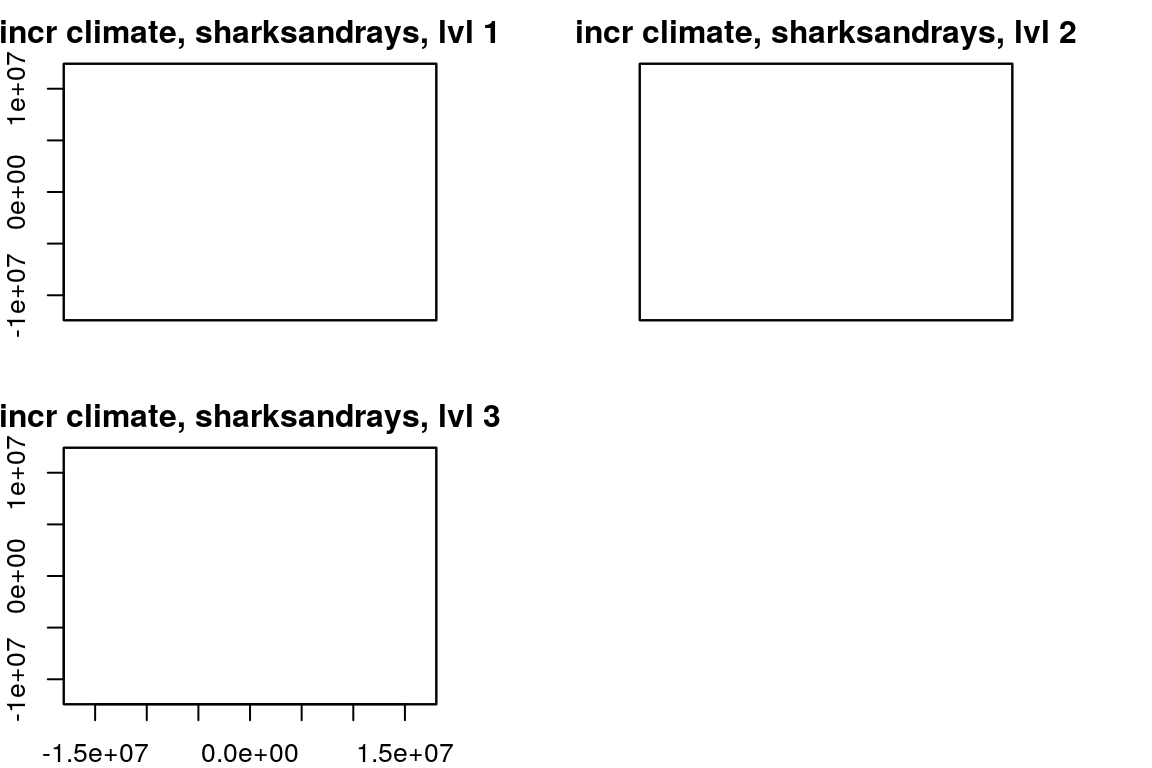 incr climate, sharksandrays, lvl 1
1e+07
0e+00
-1e+07
incr climate, sharksandrays, lvl 2
incr climate, sharksandrays, lvl 3
1e+07
0e+00
-1e+07
-1.5e+07 0.0e+00 1.5e+07